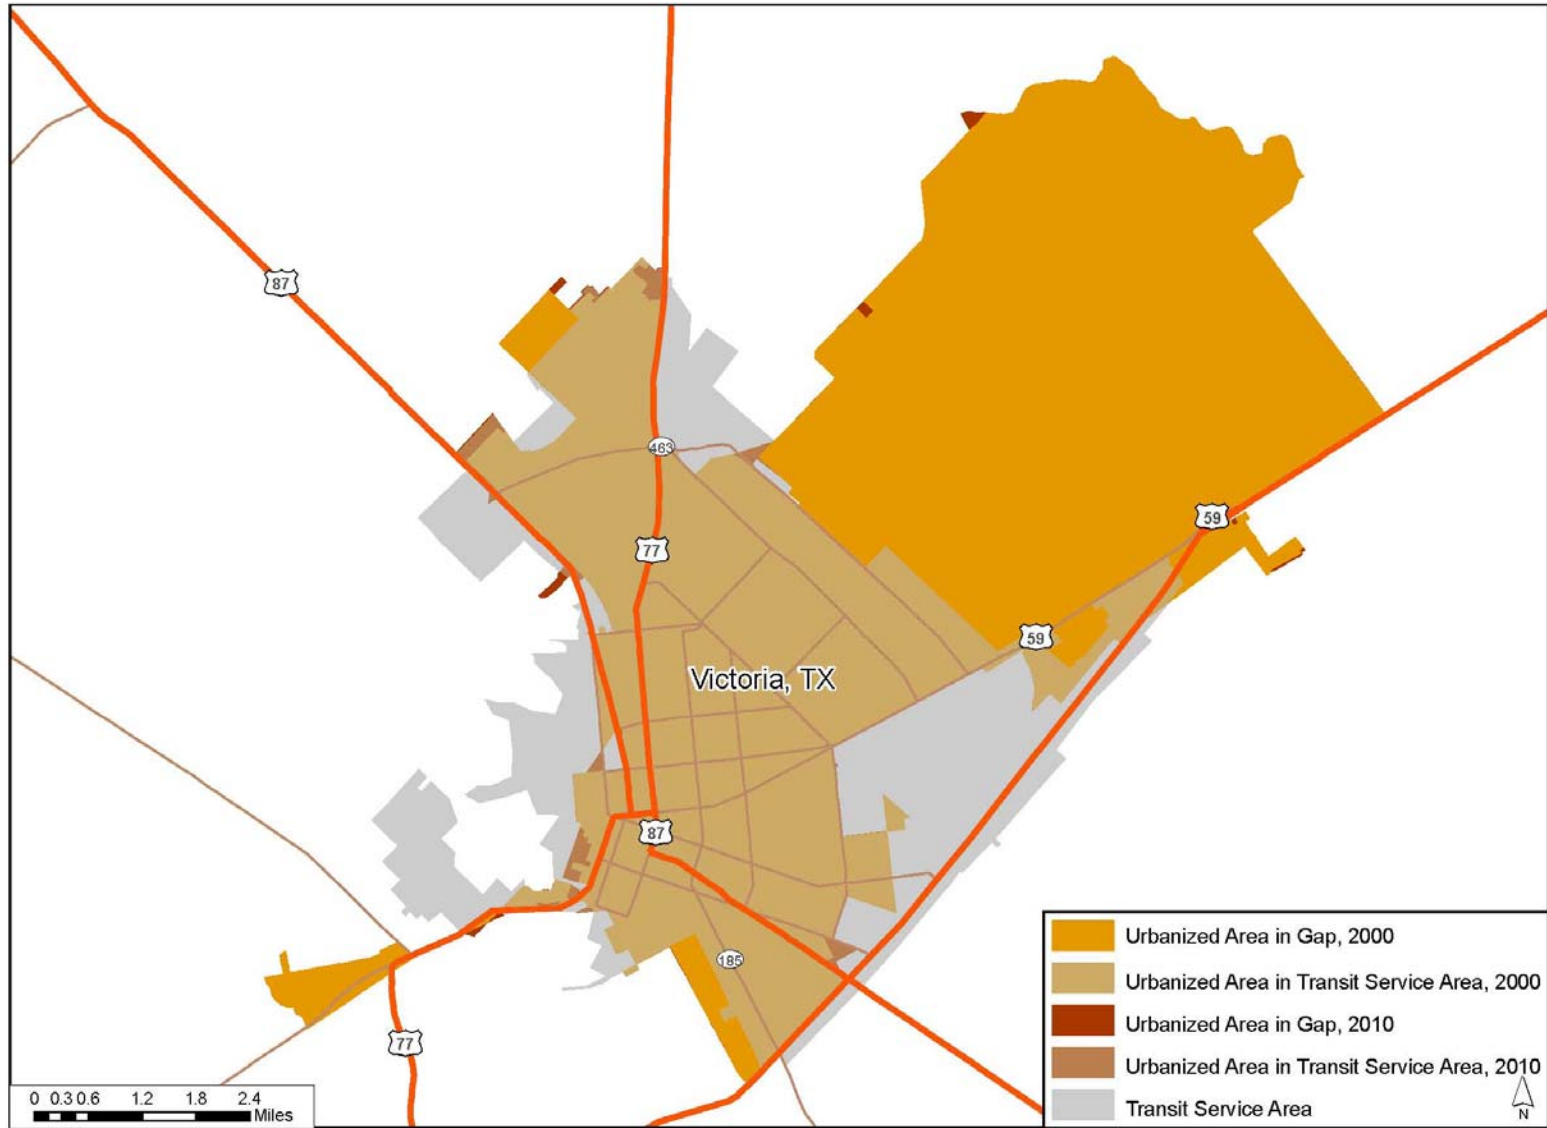 87
463
77
59
59
Victoria, TX
87
185
77
Urbanized Area in Gap, 2000
Urbanized Area in Transit Service Area, 2000
Urbanized Area in Gap, 2010
Urbanized Area in Transit Service Area, 2010
Transit Service Area
N
0 0.3 0.6 1.2 1.8 2.4
Miles